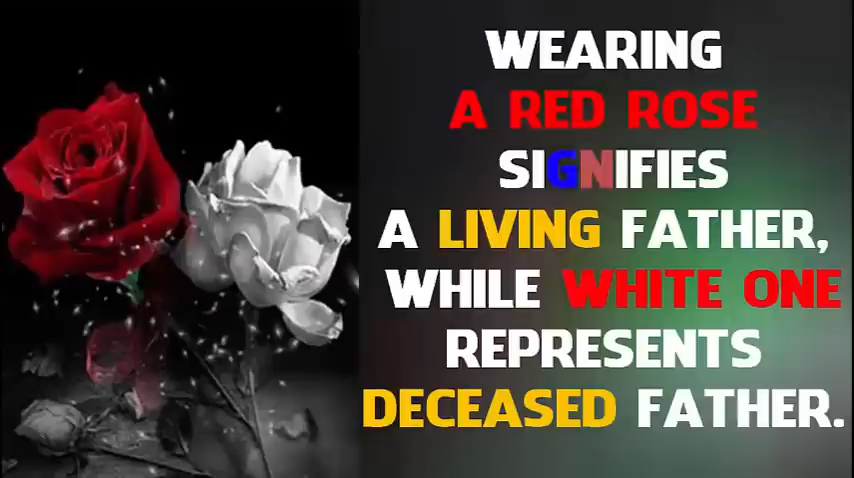 WEARING
A RED ROSE
SIGNIFIES
A LIVING FATHER,
WHILE WHITE ONE
REPRESENTS
DECEASED FATHER.